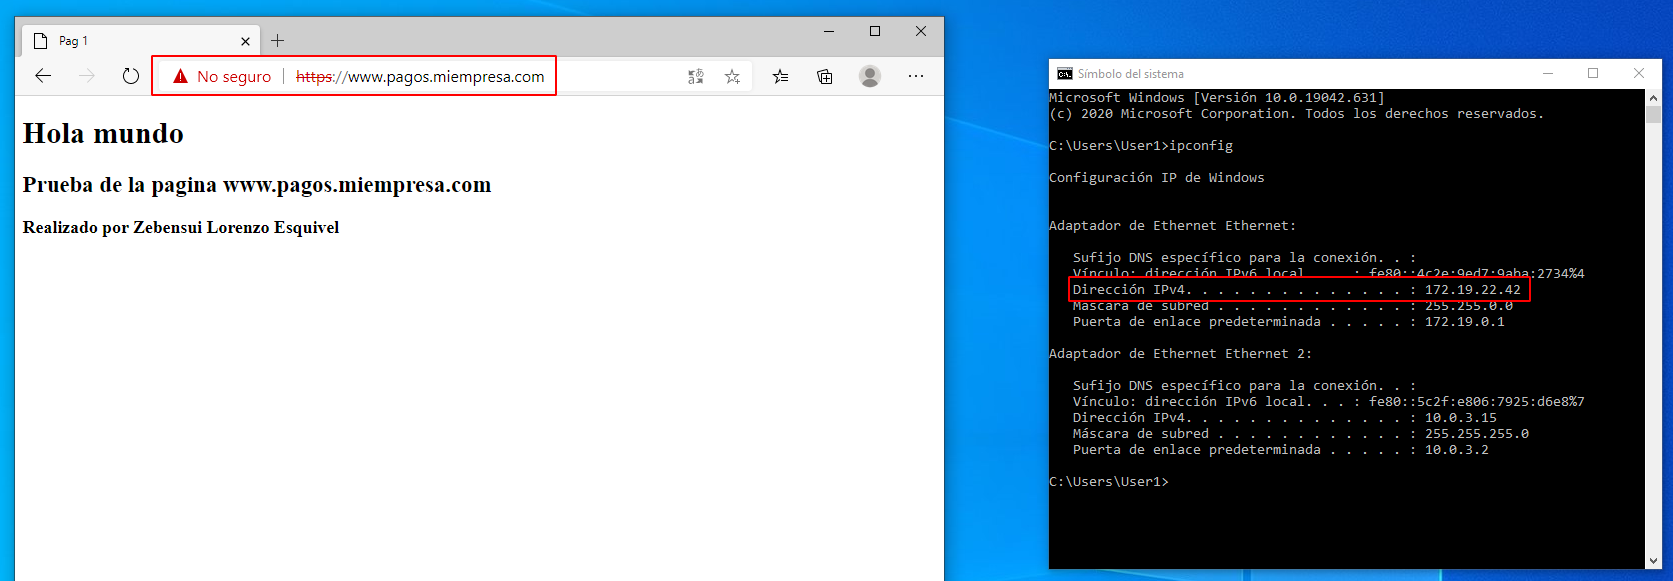 Pag 1
No seguro | https://www.pagos.miempresa.com
Hola mundo
Prueba de la pagina www.pagos.miempresa.com
Realizado por Zebensui Lorenzo Esquivel
Símbolo del sistema
Microsoft Windows [Versión 10.0.19042.631]
(c) 2020 Microsoft Corporation. Todos los derechos reservados.
C:\Users\User1>ipconfig
Configuración IP de Windows
Adaptador de Ethernet Ethernet:
Sufijo DNS específico para la conexión. . :
Vínculo: dirección IPv6 local. . . : fe80::4c2e:9ed7:9aba:2734%4
Dirección IPv4. . . . . . . . . . . . . . : 172.19.22.42
Máscara de subred . . . . . . . . . . . . : 255.255.0.0
Puerta de enlace predeterminada . . . . . : 172.19.0.1
Adaptador de Ethernet Ethernet 2:
Sufijo DNS específico para la conexión. . :
Vínculo: dirección IPv6 local. . . : fe80::5c2f:e806:7925:d6e8%7
Dirección IPv4. . . . . . . . . . . . . . : 10.0.3.15
Máscara de subred . . . . . . . . . . . . : 255.255.255.0
Puerta de enlace predeterminada . . . . . : 10.0.3.2
C:\Users\User1>